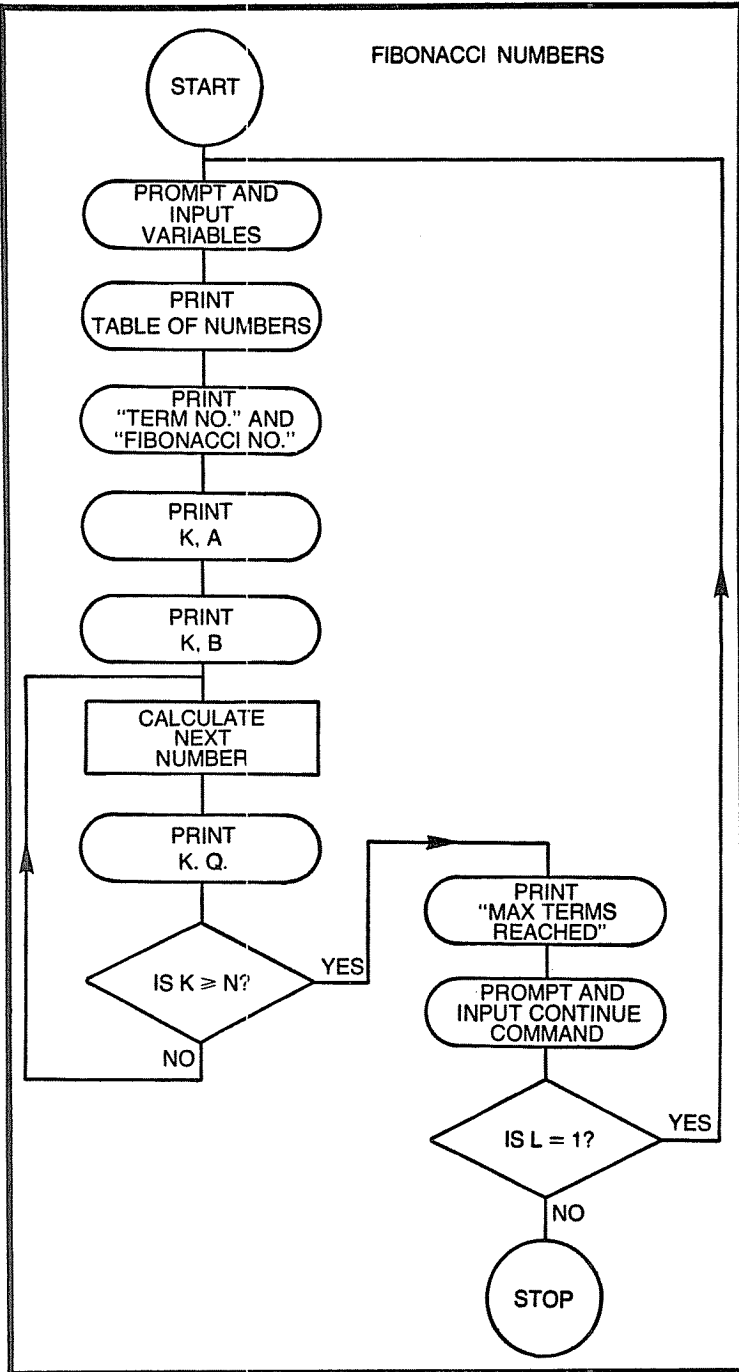 FIBONACCI NUMBERS
START
PROMPT AND
INPUT
VARIABLES
PRINT
TABLE OF NUMBERS
PRINT
"TERM NO." AND
"FIBONACCI NO."
PRINT
K, A
PRINT
K, B
CALCULATE
NEXT
NUMBER
PRINT
K. Q.
IS K ⩾ N?
YES
NO
PRINT
"MAX TERMS
REACHED"
PROMPT AND
INPUT CONTINUE
COMMAND
IS L = 1?
YES
NO
STOP